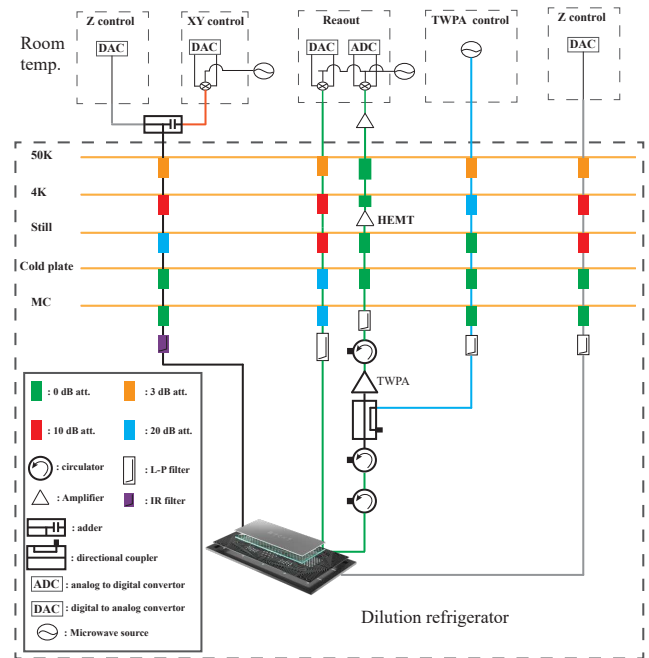 Z control
XY control
Reaout
TWPA control
Z control
Room temp.
DAC
DAC
DAC
ADC
DAC
50K
4K
HEMT
Still
Cold plate
MC
TWPA
: 0 dB att.
: 3 dB att.
: 10 dB att.
: 20 dB att.
: circulator
: L-P filter
: Amplifier
: IR filter
: adder
: directional coupler
ADC : analog to digital convertor
DAC : digital to analog convertor
: Microwave source
Dilution refrigerator